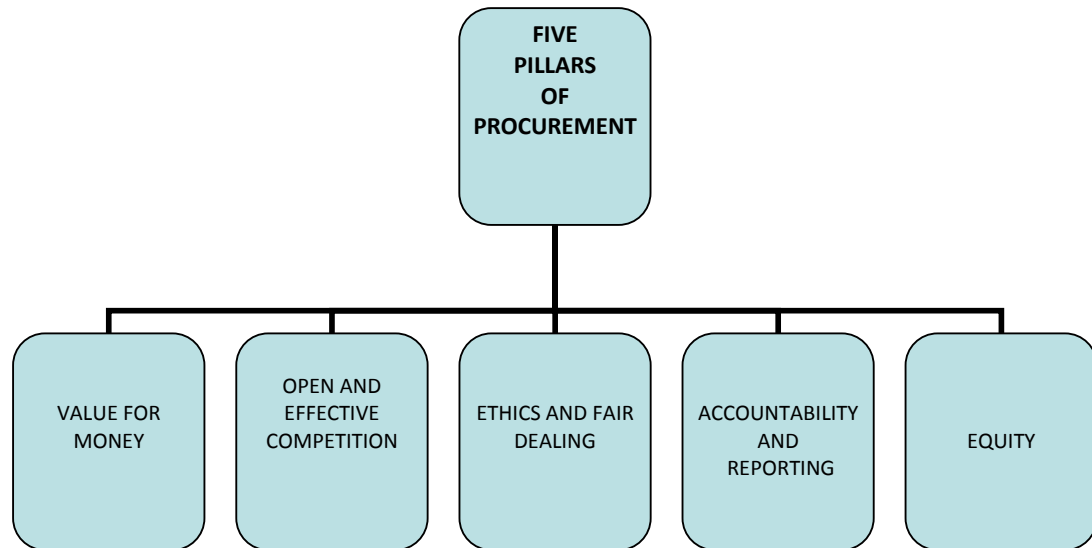 FIVE
PILLARS
OF
PROCUREMENT
VALUE FOR
MONEY
OPEN AND
EFFECTIVE
COMPETITION
ETHICS AND FAIR
DEALING
ACCOUNTABILITY
AND
REPORTING
EQUITY